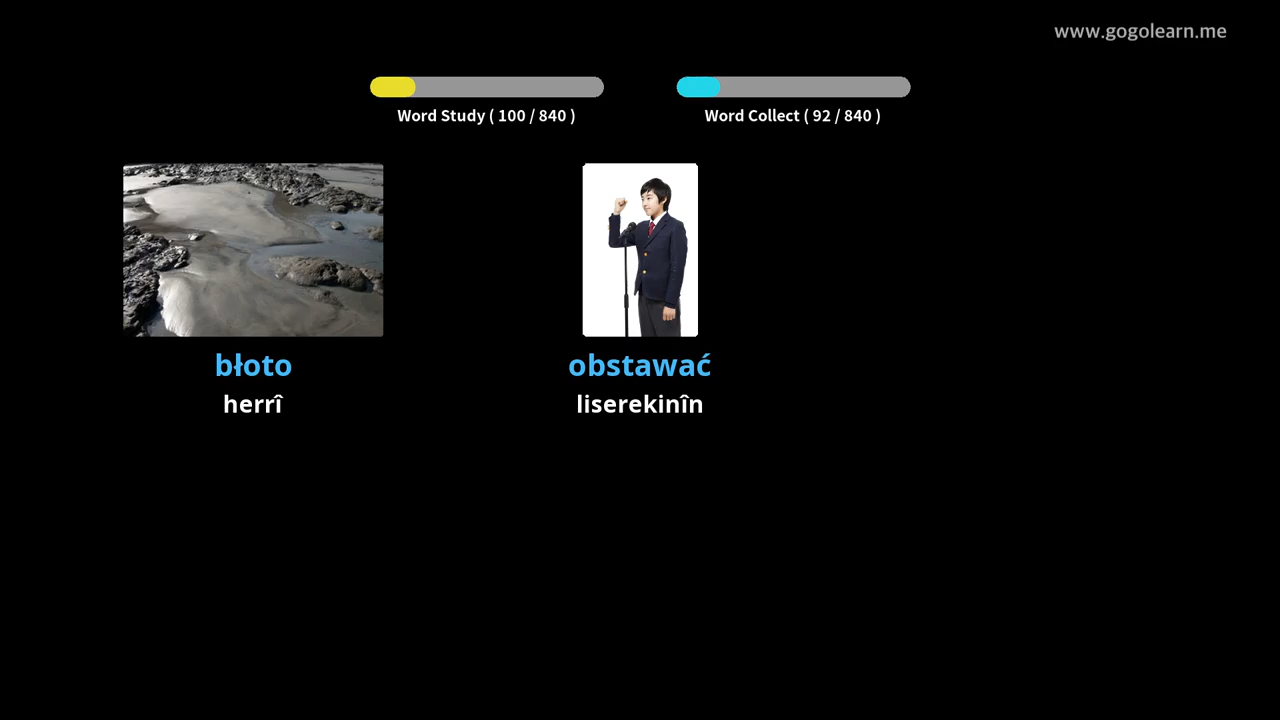 www.gogolearn.me
Word Study ( 100 / 840 )
Word Collect ( 92 / 840 )
błoto
herrî
obstawać
liserekinîn